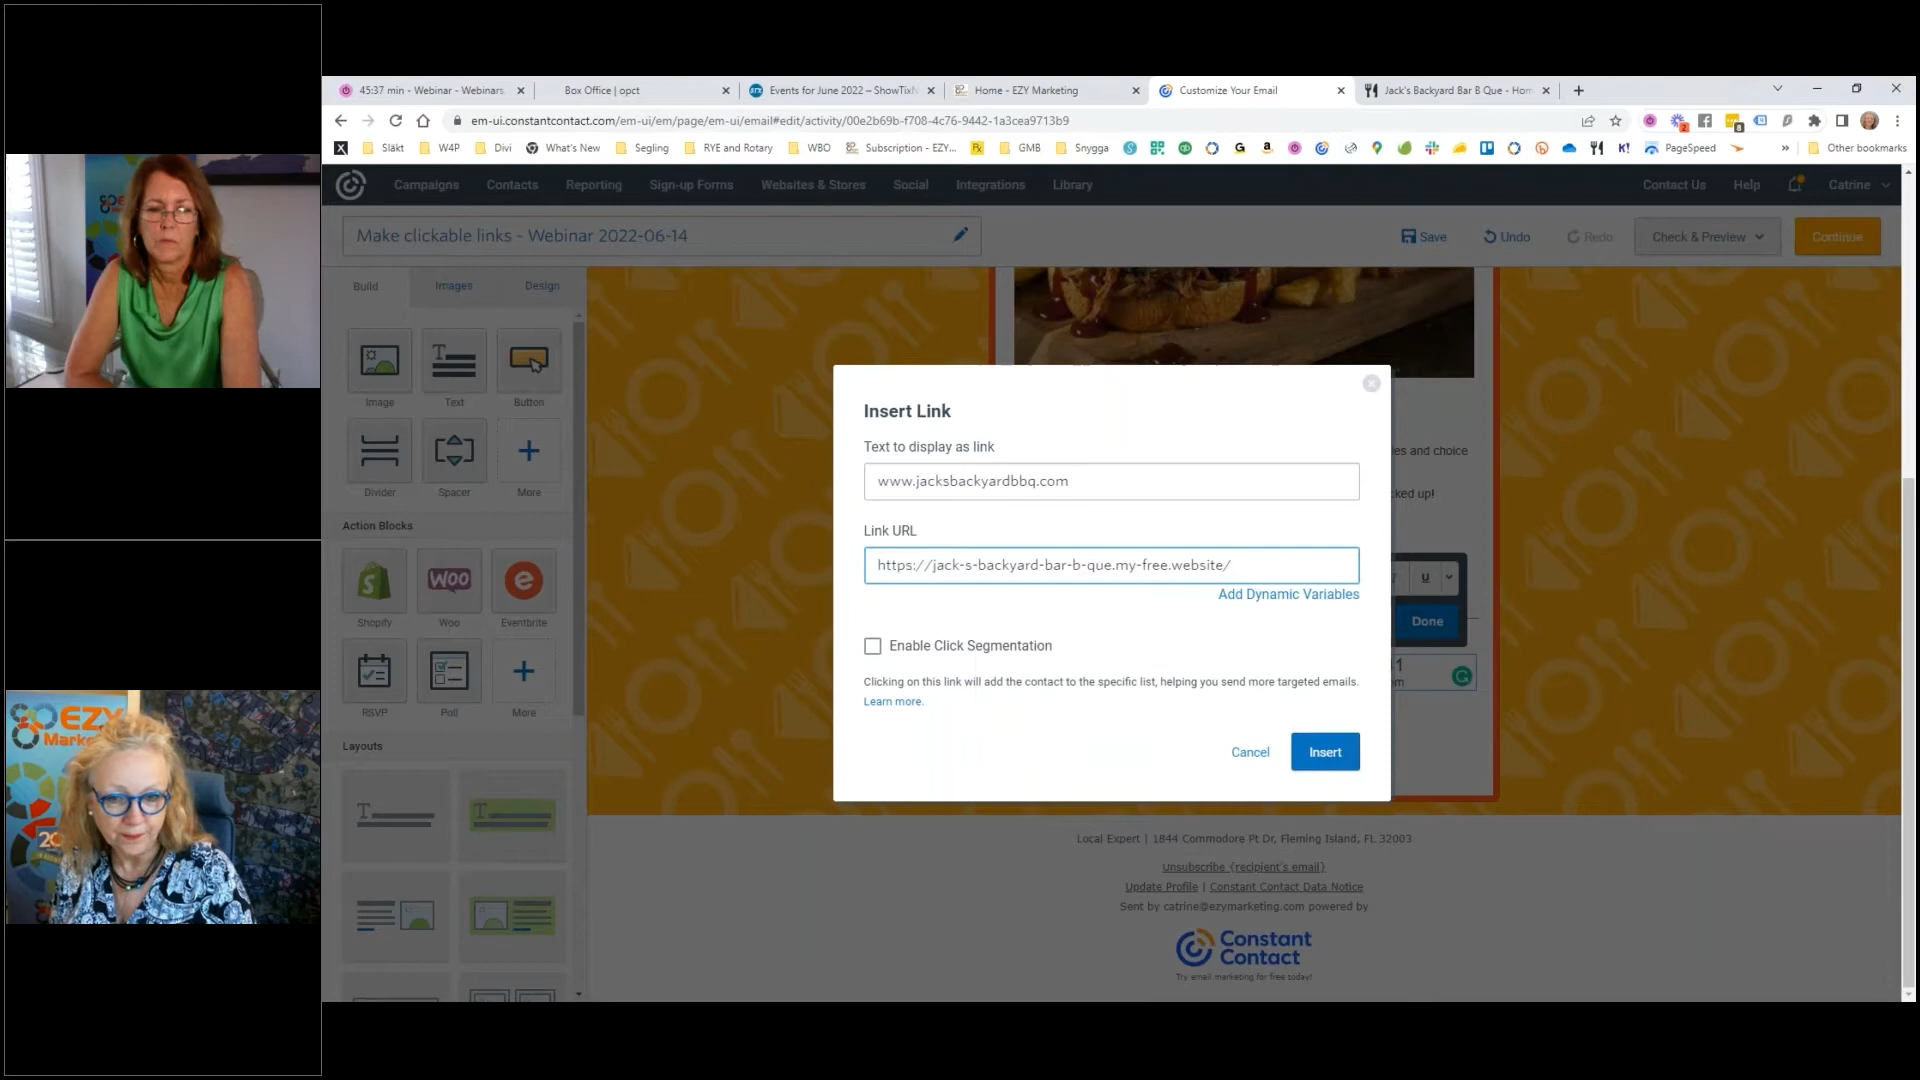 45:37 min - Webinar - Webinars
Box Office | opct
Events for June 2022 – ShowTix
Home - EZY Marketing
Customize Your Email
Jack's Backyard Bar B Que - Hom
em-ui.constantcontact.com/em-ui/em/page/em-ui/email#edit/activity/00e2b69b-f708-4c76-9442-1a3cea9713b9
Släkt
W4P
Divi
What's New
Segling
RYE and Rotary
WBO
Subscription - EZY...
GMB
Snygga
PageSpeed
Other bookmarks
Campaigns
Contacts
Reporting
Sign-up Forms
Websites & Stores
Social
Integrations
Library
Contact Us
Help
Catrine
Make clickable links - Webinar 2022-06-14
Save
Undo
Redo
Check & Preview
Continue
Build
Images
Design
Image
Text
Button
Divider
Spacer
More
Action Blocks
Shopify
Woo
Eventbrite
RSVP
Poll
More
Layouts
Insert Link
Text to display as link
www.jacksbackyardbbq.com
Link URL
https://jack-s-backyard-bar-b-que.my-free.website/
Add Dynamic Variables
Enable Click Segmentation
Clicking on this link will add the contact to the specific list, helping you send more targeted emails.
Learn more.
Cancel
Insert
es and choice
ked up!
Done
Local Expert | 1844 Commodore Pt Dr, Fleming Island, FL 32003
Unsubscribe {recipient's email}
Update Profile | Constant Contact Data Notice
Sent by catrine@ezymarketing.com powered by
Constant
Contact
Try email marketing for free today!
EZY
Marke